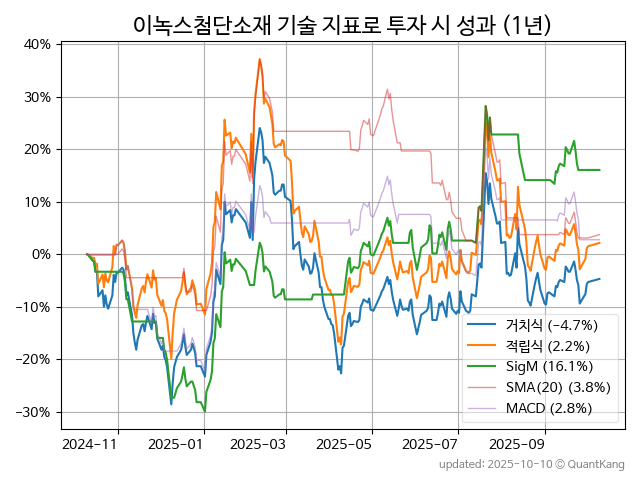 이녹스첨단소재 기술 지표로 투자 시 성과 (1년)
40%
30%
20%
10%
0%
−10%
−20%
−30%
2024-11
2025-01
2025-03
2025-05
2025-07
2025-09
거치식 (−4.7%)
적립식 (2.2%)
SigM (16.1%)
SMA(20) (3.8%)
MACD (2.8%)
updated: 2025-10-10 © QuantKang